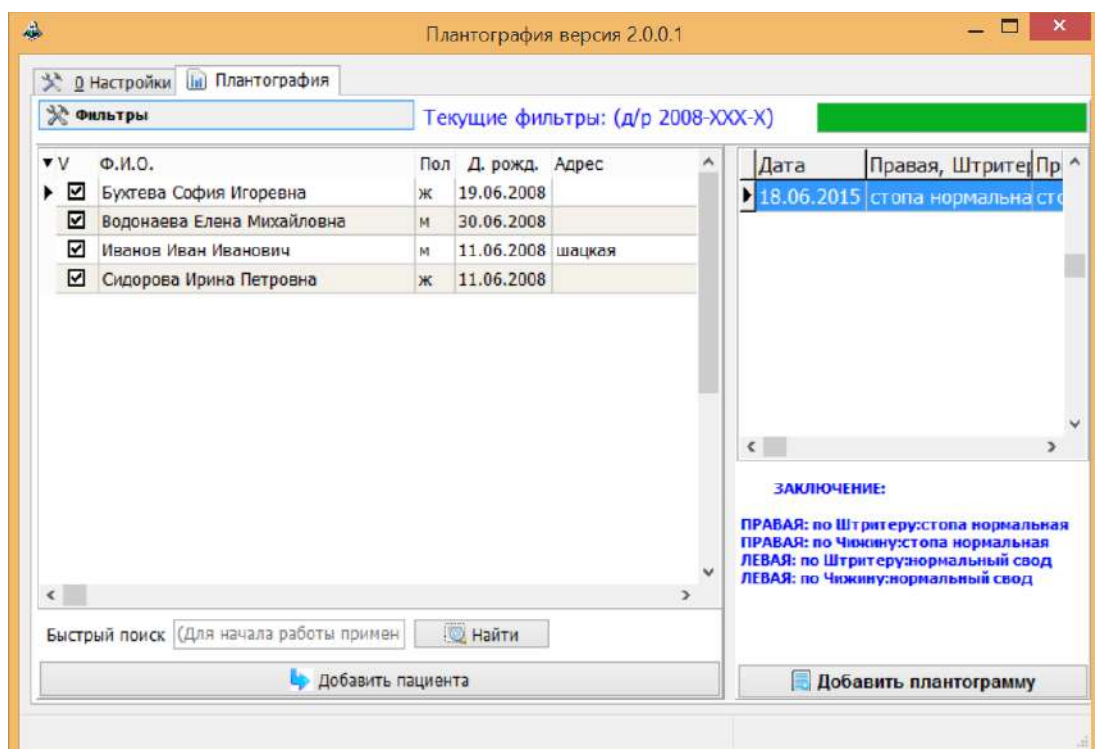 Плантография версия 2.0.0.1
0 Настройки Плантография
Фильтры Текущие фильтры: (д/р 2008-XXX-X)
V Ф.И.О. Пол Д. рожд. Адрес
Бухтева София Игоревна ж 19.06.2008
Водонаева Елена Михайловна м 30.06.2008
Иванов Иван Иванович м 11.06.2008 шацкая
Сидорова Ирина Петровна ж 11.06.2008
Дата Правая, Штритер Пр
18.06.2015 стопа нормальна сто
ЗАКЛЮЧЕНИЕ:
ПРАВАЯ: по Штритеру:стопа нормальная
ПРАВАЯ: по Чижину:стопа нормальная
ЛЕВАЯ: по Штритеру:нормальный свод
ЛЕВАЯ: по Чижину:нормальный свод
Быстрый поиск (Для начала работы примен Найти
Добавить пациента
Добавить плантограмму